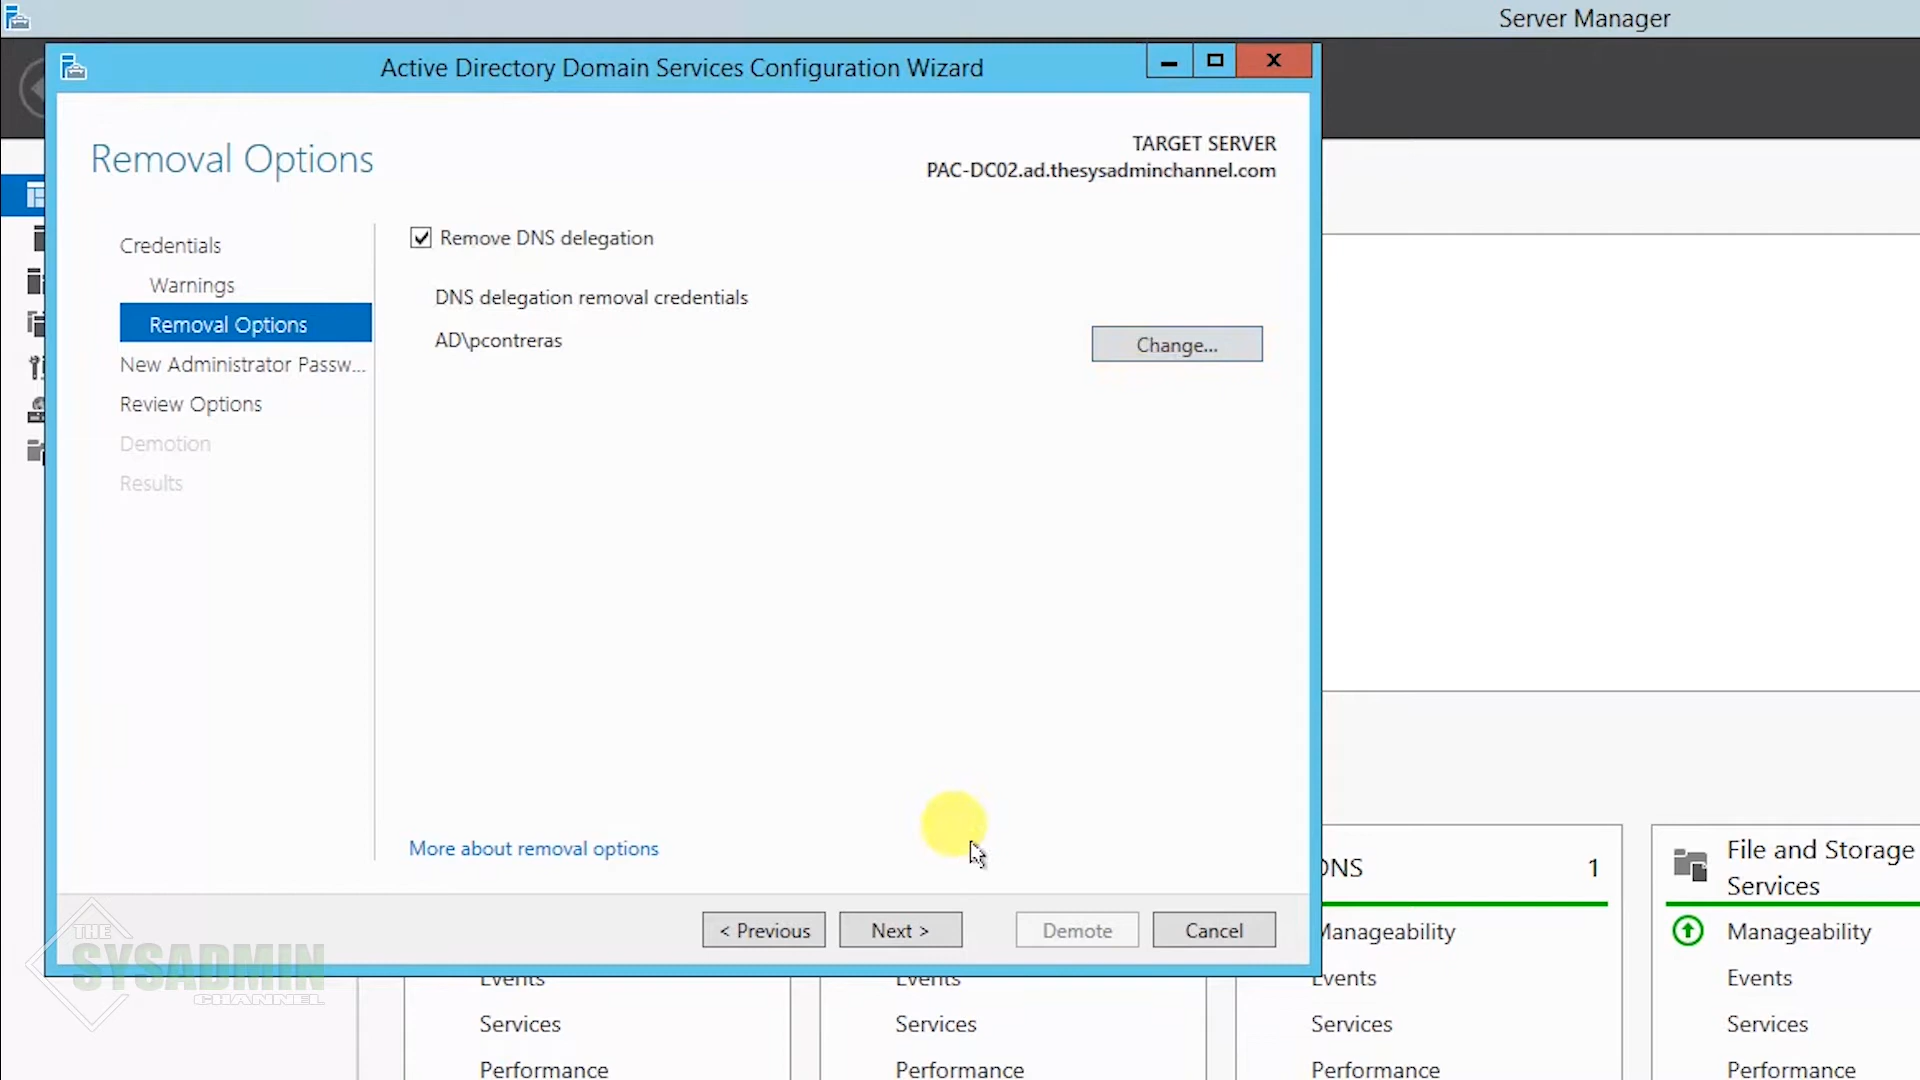 Server Manager
Active Directory Domain Services Configuration Wizard
Removal Options
TARGET SERVER
PAC-DC02.ad.thesysadminchannel.com
Credentials
Warnings
Removal Options
New Administrator Passw...
Review Options
Demotion
Results
Remove DNS delegation
DNS delegation removal credentials
AD\pcontreras
Change...
More about removal options
< Previous
Next >
Demote
Cancel
THE
SYSADMIN
CHANNEL
Events
Services
Performance
Events
Services
Performance
DNS 1
Manageability
Events
Services
Performance
File and Storage
Services
Manageability
Events
Services
Performance